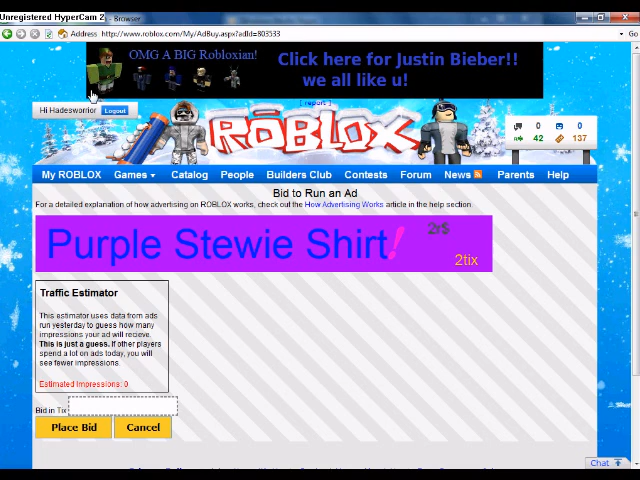 Unregistered HyperCam 2
- Browser
Address
http://www.roblox.com/My/AdBuy.aspx?adId=803533
Go
OMG A BIG Robloxian!
Click here for Justin Bieber!!
we all like u!
[ report ]
Hi Hadesworrior
Logout
ROBLOX
0
0
R$ 42
137
My ROBLOX
Games
Catalog
People
Builders Club
Contests
Forum
News
Parents
Help
Bid to Run an Ad
For a detailed explanation of how advertising on ROBLOX works, check out the How Advertising Works article in the help section.
Purple Stewie Shirt!
2r$
2tix
Traffic Estimator
This estimator uses data from ads
run yesterday to guess how many
impressions your ad will recieve.
This is just a guess. If other players
spend a lot on ads today, you will
see fewer impressions.
Estimated Impressions: 0
Bid in Tix
Place Bid
Cancel
Chat